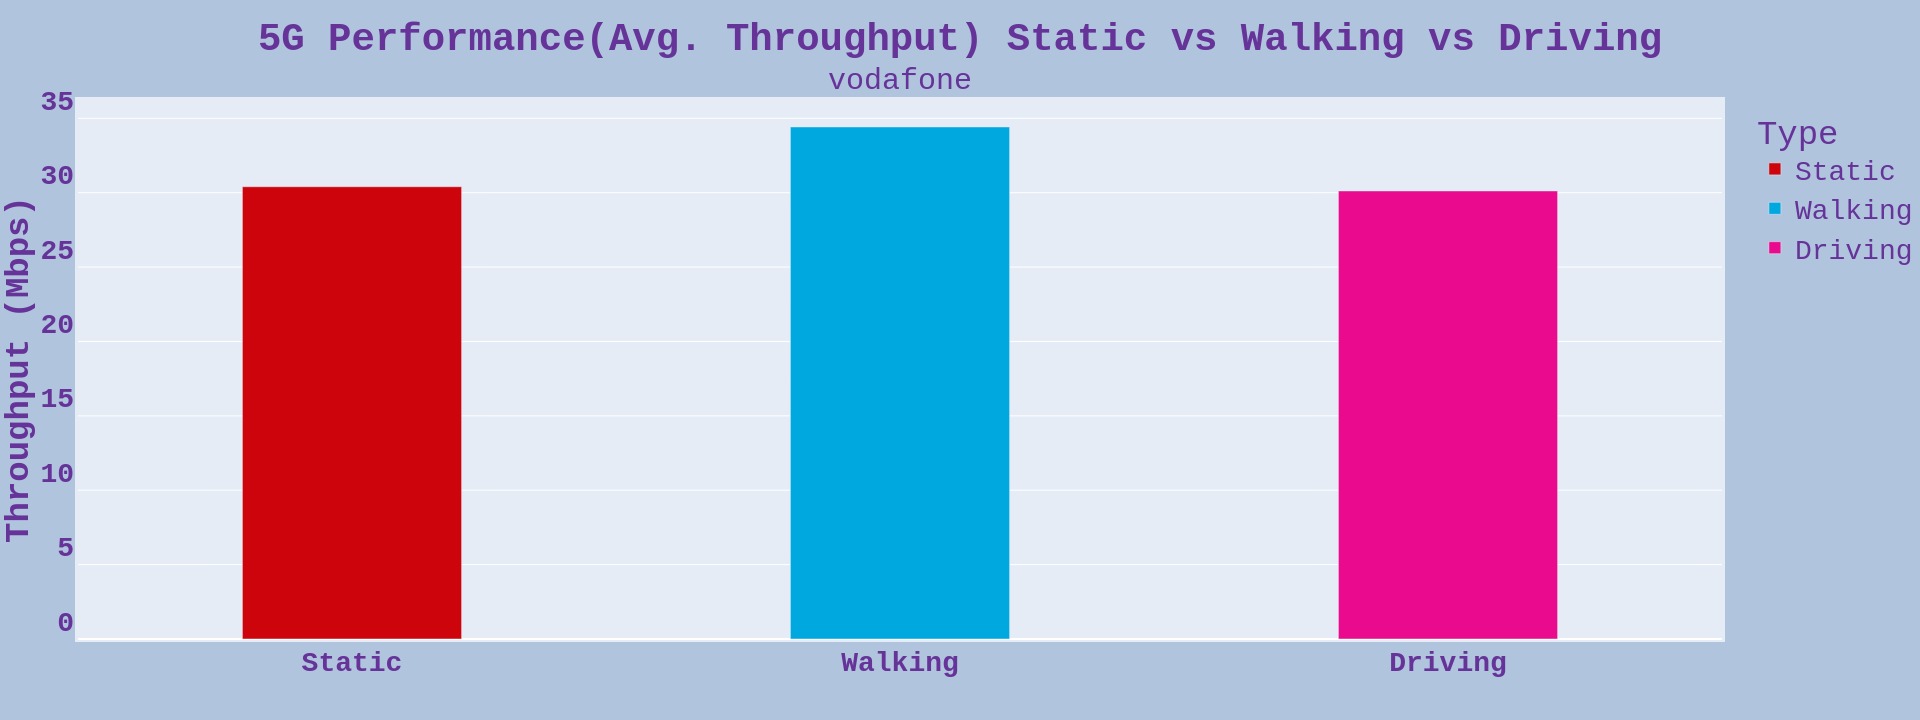 5G Performance(Avg. Throughput) Static vs Walking vs Driving
vodafone
Throughput (Mbps)
35
30
25
20
15
10
5
0
Static
Walking
Driving
Type
Static
Walking
Driving